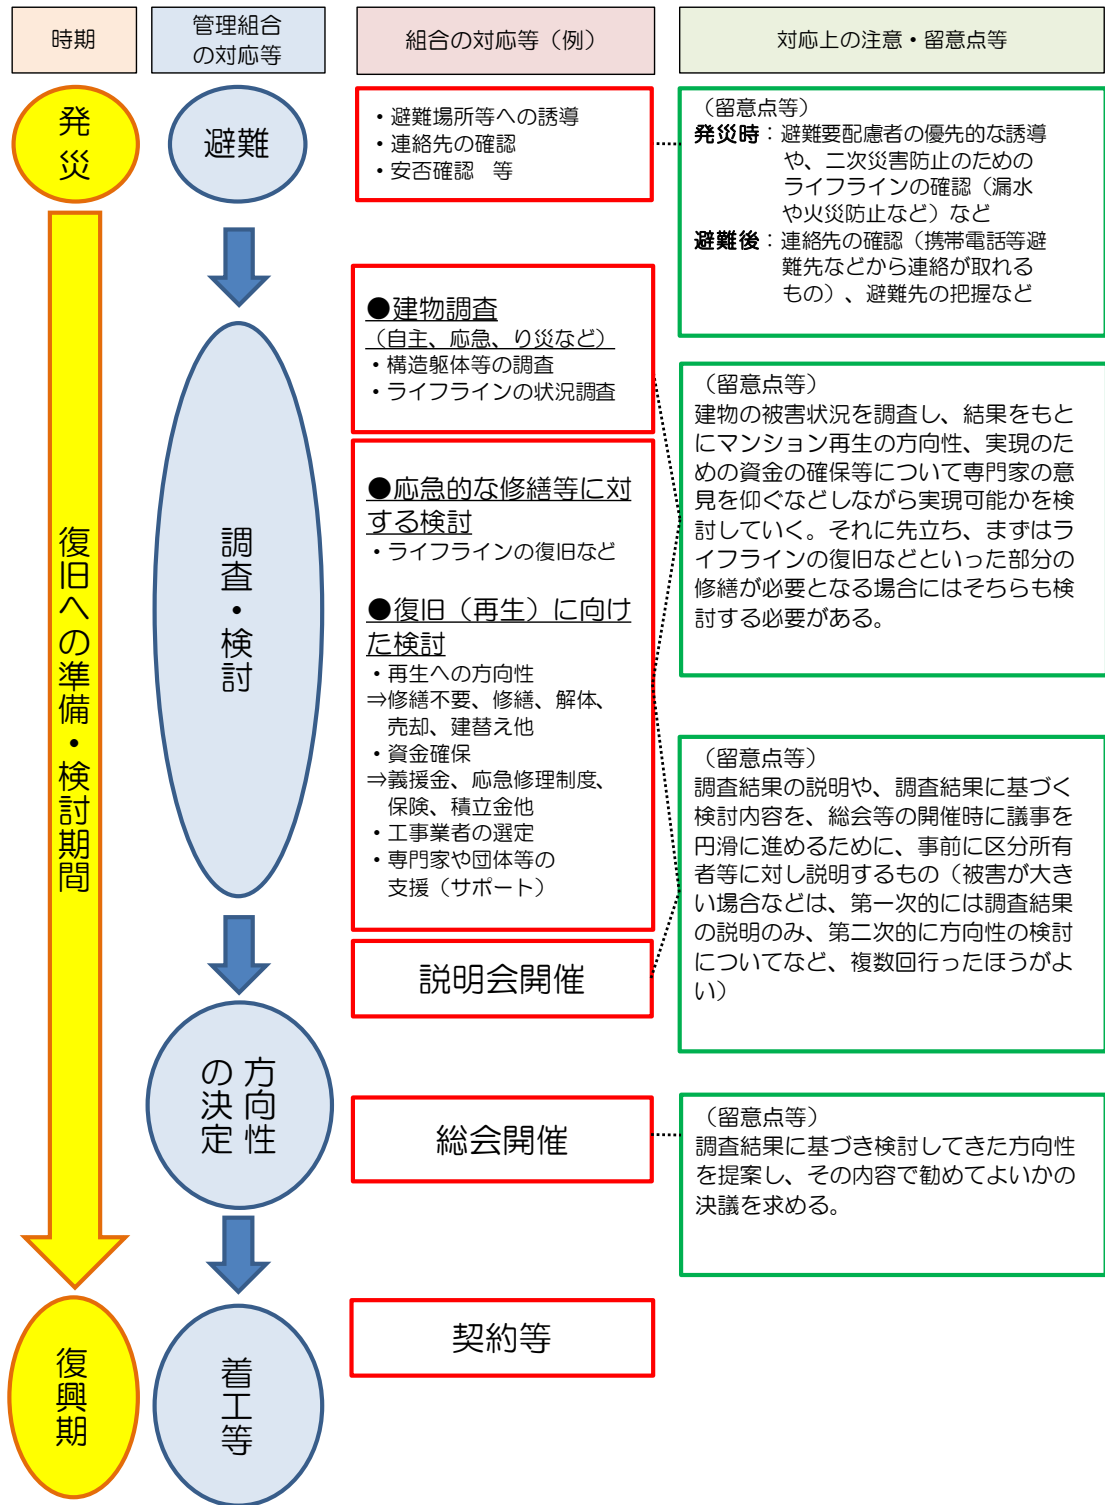 時期
管理組合
の対応等
組合の対応等（例）
対応上の注意・留意点等
発災
避難
・避難場所等への誘導
・連絡先の確認
・安否確認　等
（留意点等）
発災時：避難要配慮者の優先的な誘導
や、二次災害防止のための
ライフラインの確認（漏水
や火災防止など）など
避難後：連絡先の確認（携帯電話等避
難先などから連絡が取れる
もの）、避難先の把握など
復旧への準備・検討期間
調査・検討
●建物調査
（自主、応急、り災など）
・構造躯体等の調査
・ライフラインの状況調査
●応急的な修繕等に対
する検討
・ライフラインの復旧など
●復旧（再生）に向け
た検討
・再生への方向性
⇒修繕不要、修繕、解体、
売却、建替え他
・資金確保
⇒義援金、応急修理制度、
保険、積立金他
・工事業者の選定
・専門家や団体等の
支援（サポート）
（留意点等）
建物の被害状況を調査し、結果をもと
にマンション再生の方向性、実現のた
めの資金の確保等について専門家の意
見を仰ぐなどしながら実現可能かを検
討していく。それに先立ち、まずはラ
イフラインの復旧などといった部分の
修繕が必要となる場合にはそちらも検
討する必要がある。
説明会開催
（留意点等）
調査結果の説明や、調査結果に基づく
検討内容を、総会等の開催時に議事を
円滑に進めるために、事前に区分所有
者等に対し説明するもの（被害が大き
い場合などは、第一次的には調査結果
の説明のみ、第二次的に方向性の検討
についてなど、複数回行ったほうがよ
い）
方向性
の決定
総会開催
（留意点等）
調査結果に基づき検討してきた方向性
を提案し、その内容で勧めてよいかの
決議を求める。
復興期
着工等
契約等